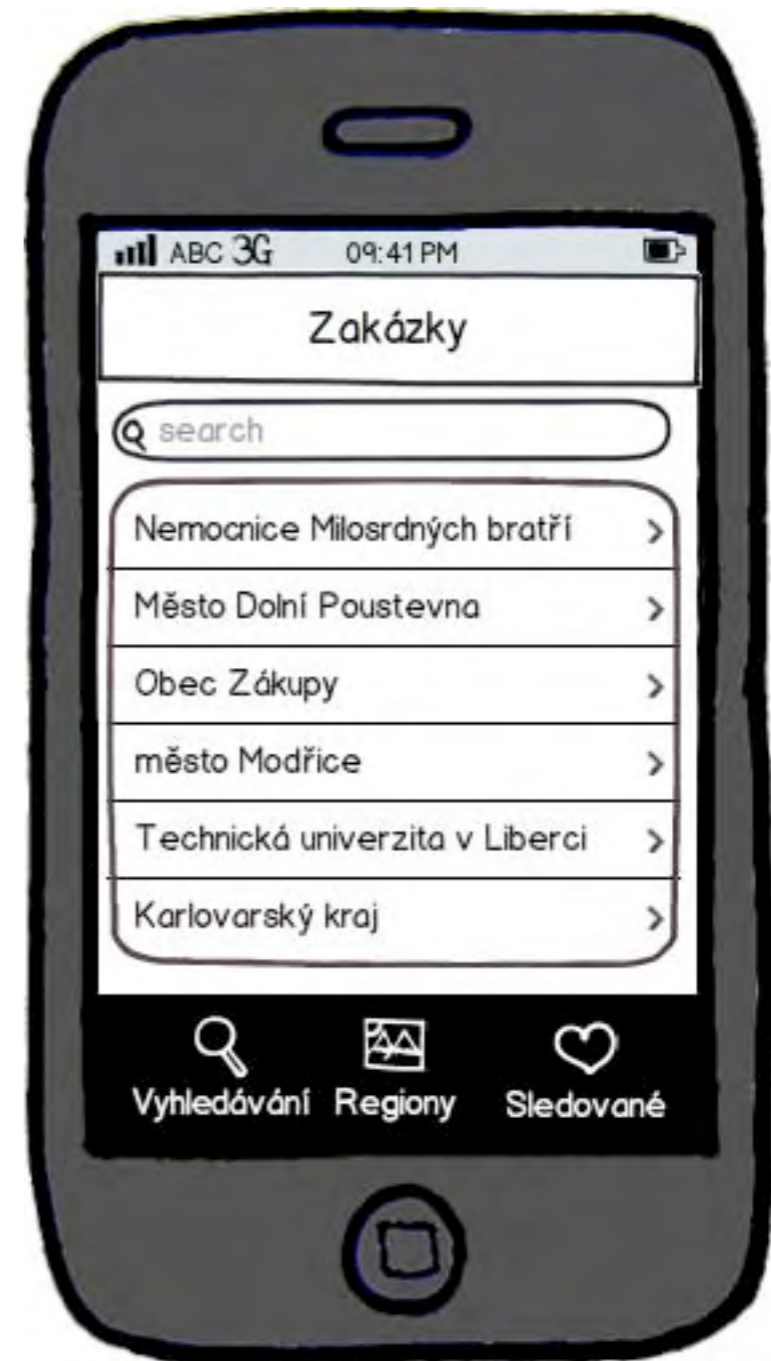 ABC 3G 09:41 PM
Zakázky
search
Nemocnice Milosrdných bratří
Město Dolní Poustevna
Obec Zákupy
město Modřice
Technická univerzita v Liberci
Karlovarský kraj
Vyhledávání Regiony Sledované